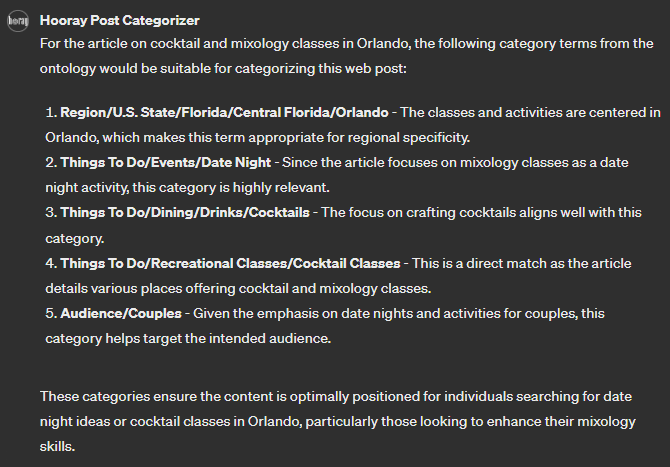 hooray Hooray Post Categorizer
For the article on cocktail and mixology classes in Orlando, the following category terms from the
ontology would be suitable for categorizing this web post:
1. Region/U.S. State/Florida/Central Florida/Orlando - The classes and activities are centered in
Orlando, which makes this term appropriate for regional specificity.
2. Things To Do/Events/Date Night - Since the article focuses on mixology classes as a date
night activity, this category is highly relevant.
3. Things To Do/Dining/Drinks/Cocktails - The focus on crafting cocktails aligns well with this
category.
4. Things To Do/Recreational Classes/Cocktail Classes - This is a direct match as the article
details various places offering cocktail and mixology classes.
5. Audience/Couples - Given the emphasis on date nights and activities for couples, this
category helps target the intended audience.
These categories ensure the content is optimally positioned for individuals searching for date
night ideas or cocktail classes in Orlando, particularly those looking to enhance their mixology
skills.